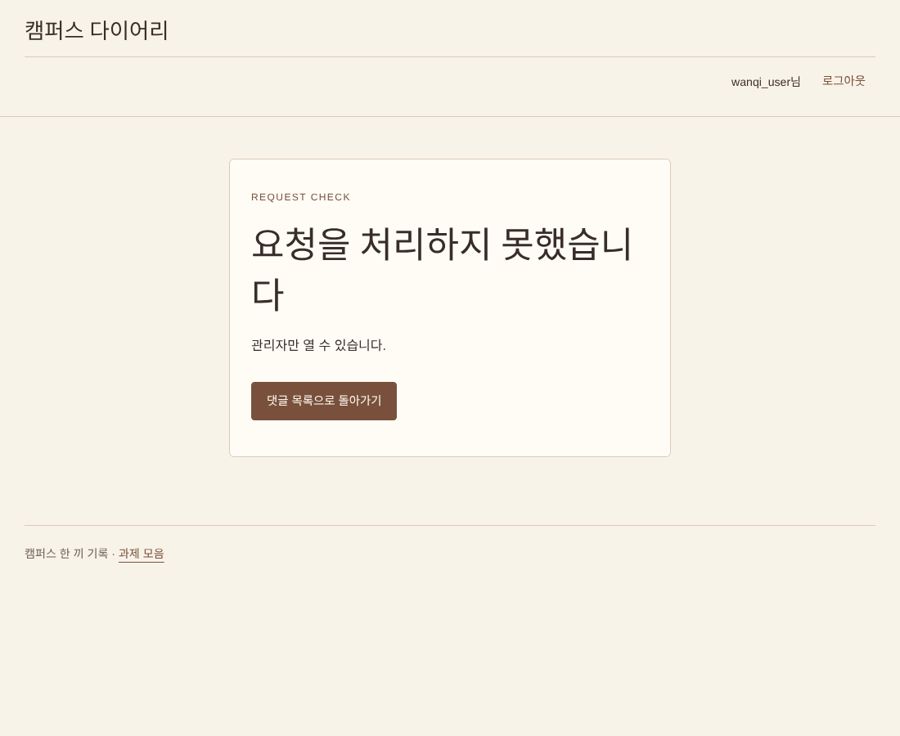 캠퍼스 다이어리
wanqi_user님 로그아웃
REQUEST CHECK
요청을 처리하지 못했습니
다
관리자만 열 수 있습니다.
댓글 목록으로 돌아가기
캠퍼스 한 끼 기록 · 과제 모음